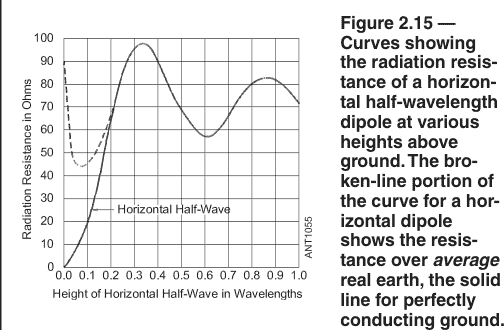 100
90
80
70
60
50
40
30
20
10
0
0.0 0.1 0.2 0.3 0.4 0.5 0.6 0.7 0.8 0.9 1.0
Radiation Resistance in Ohms
Horizontal Half-Wave
ANT1055
Height of Horizontal Half-Wave in Wavelengths
Figure 2.15 —
Curves showing
the radiation resis-
tance of a horizon-
tal half-wavelength
dipole at various
heights above
ground. The bro-
ken-line portion of
the curve for a hor-
izontal dipole
shows the resis-
tance over average
real earth, the solid
line for perfectly
conducting ground.